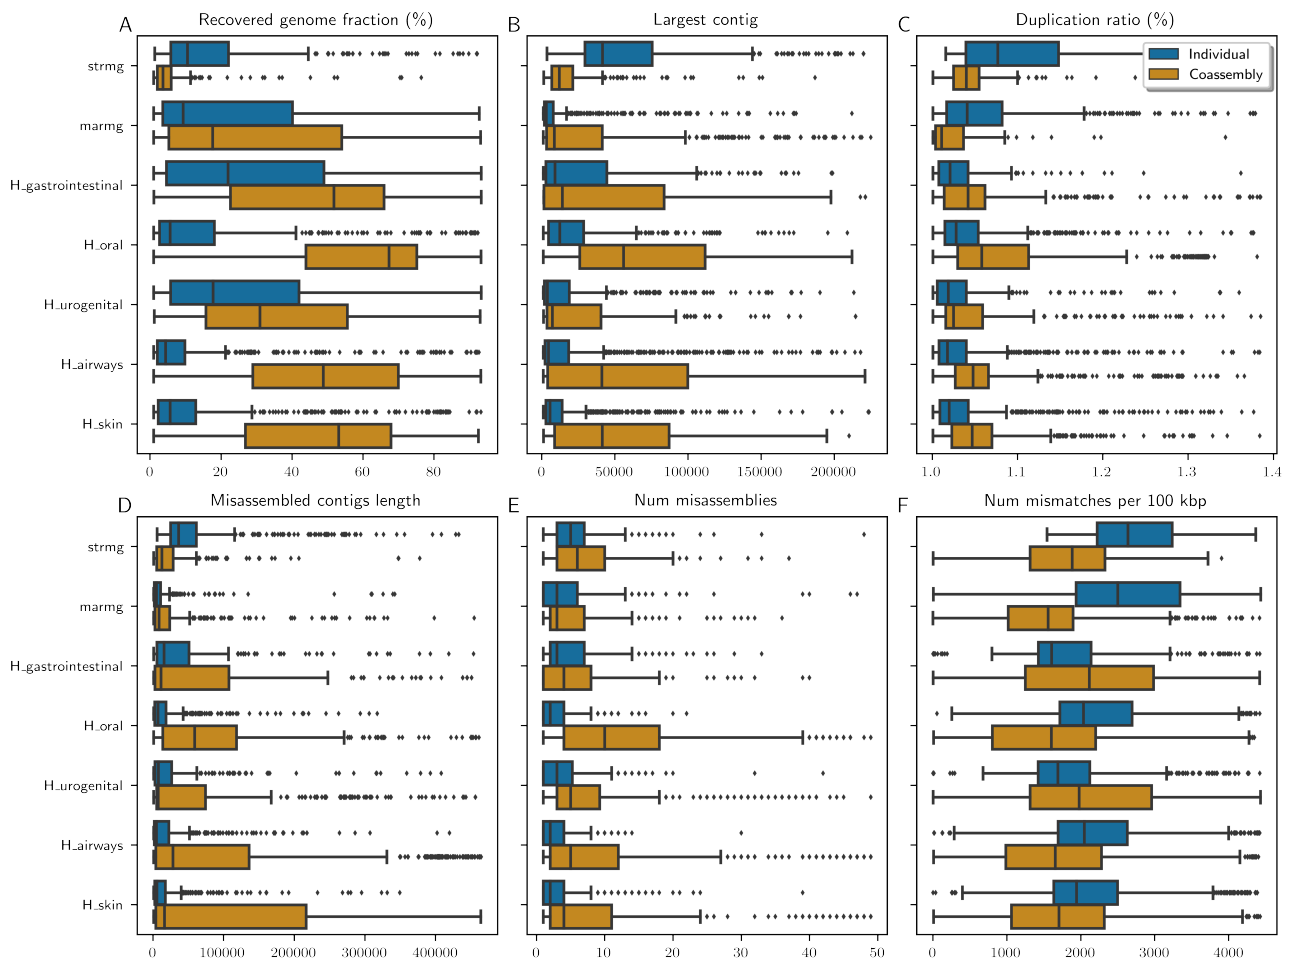 A Recovered genome fraction (%)
B Largest contig
C Duplication ratio (%)
Individual
Coassembly
strmg
marmg
H_gastrointestinal
H_oral
H_urogenital
H_airways
H_skin
0 20 40 60 80
0 50000 100000 150000 200000
1.0 1.1 1.2 1.3 1.4
D Misassembled contigs length
E Num misassemblies
F Num mismatches per 100 kbp
strmg
marmg
H_gastrointestinal
H_oral
H_urogenital
H_airways
H_skin
0 100000 200000 300000 400000
0 10 20 30 40 50
0 1000 2000 3000 4000